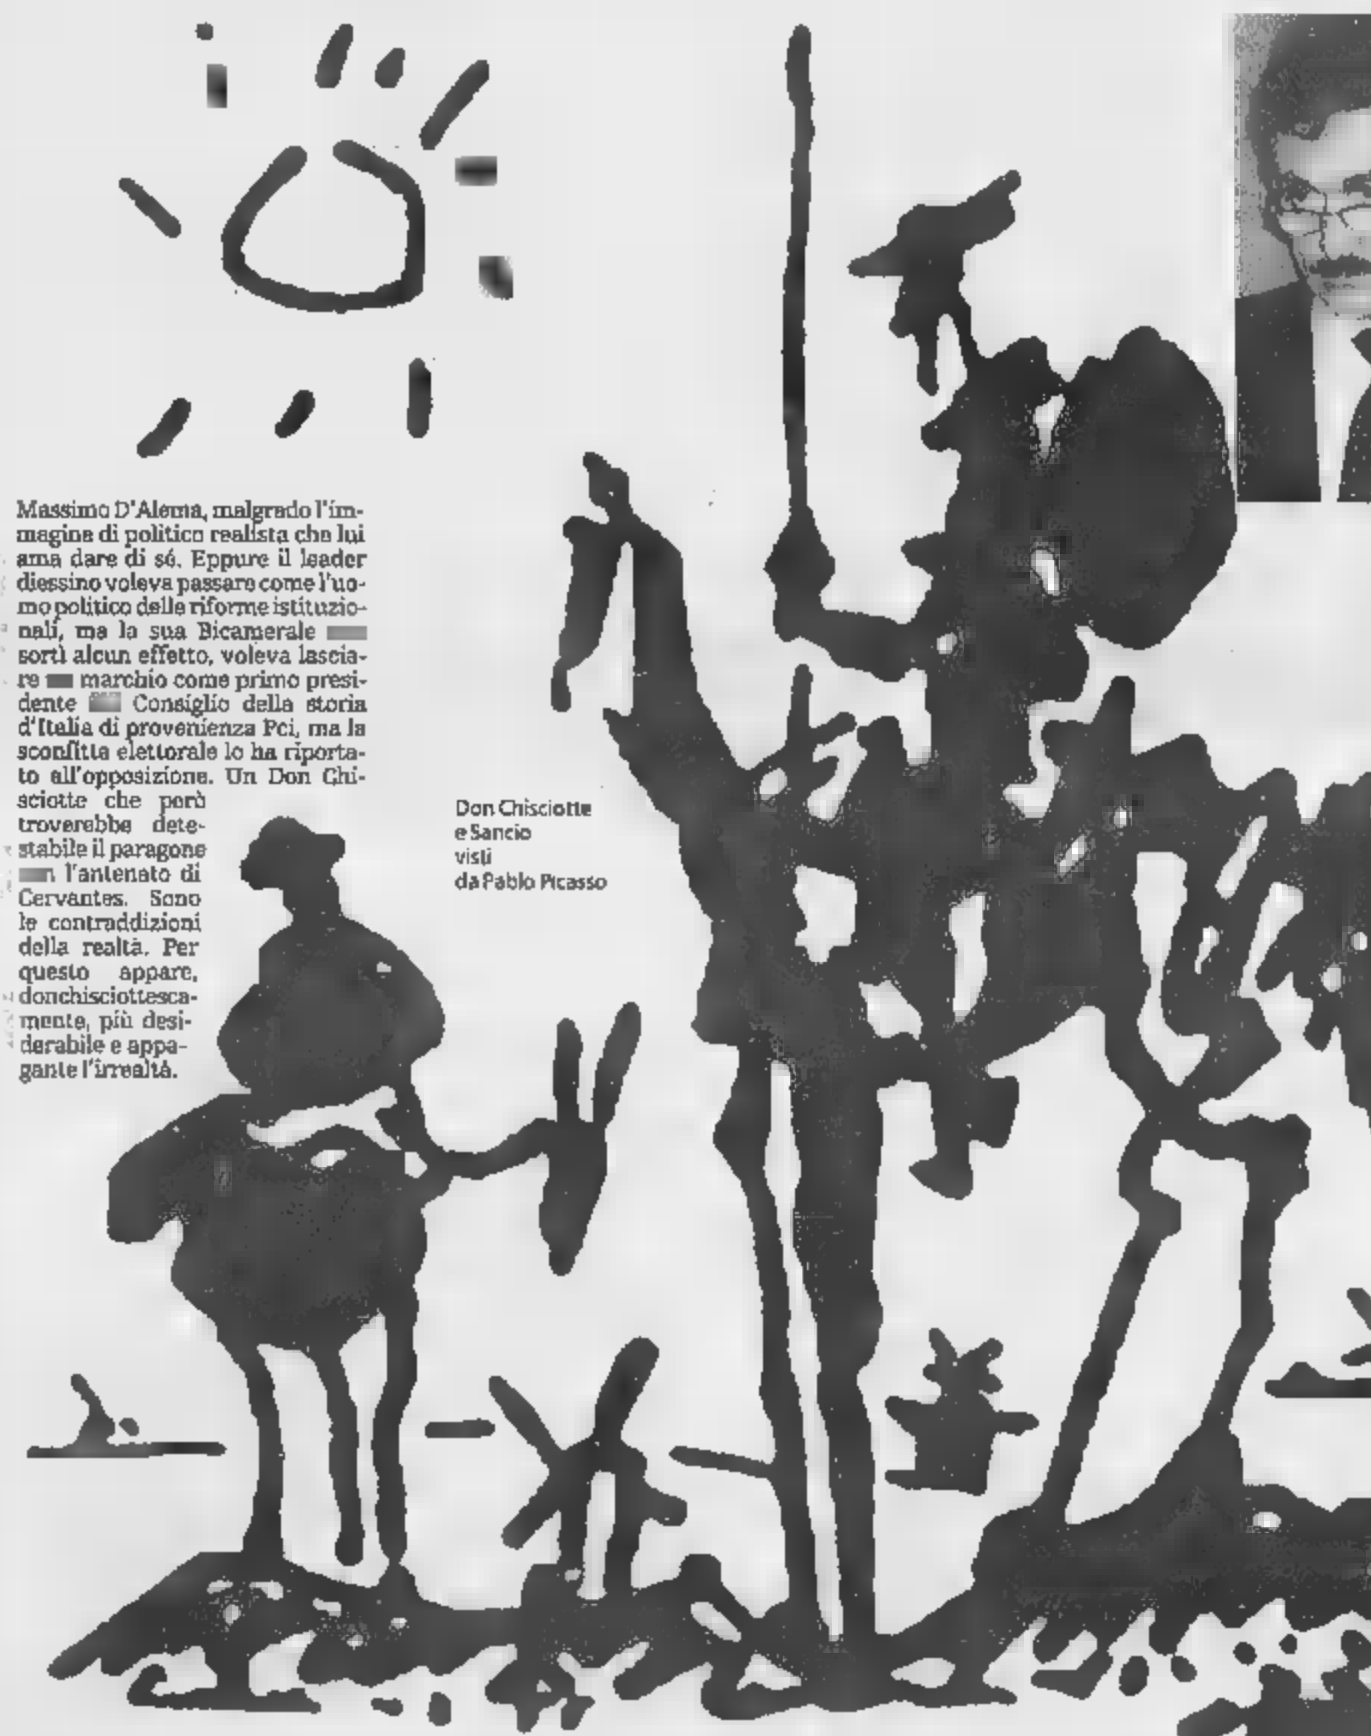 Massimo D'Alema, malgrado l'im-
magine di politico realista che lui
ama dare di sé. Eppure il leader
diessino voleva passare come l'uo-
mo politico delle riforme istituzio-
nali, ma la sua Bicamerale
sortì alcun effetto, voleva lascia-
re marchio come primo presi-
dente Consiglio della storia
d'Italia di provenienza Pci, ma la
sconfitta elettorale lo ha riporta-
to all'opposizione. Un Don Chi-
sciotte che però
troverebbe dete-
stabile il paragone
l'antenato di
Cervantes. Sono
le contraddizioni
della realtà. Per
questo appare,
donchisciottesca-
mente, più desi-
derabile e appa-
gante l'irrealtà.
Don Chisciotte
e Sancio
visti
da Pablo Picasso